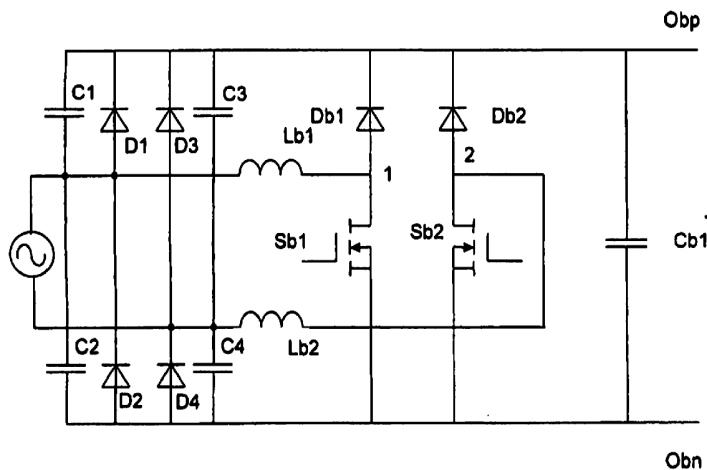 Obp
C1
C3
Db1
Db2
D1
D3
Lb1
2
1
Sb1
Sb2
Cb1
C2
C4
Lb2
D2
D4
Obn